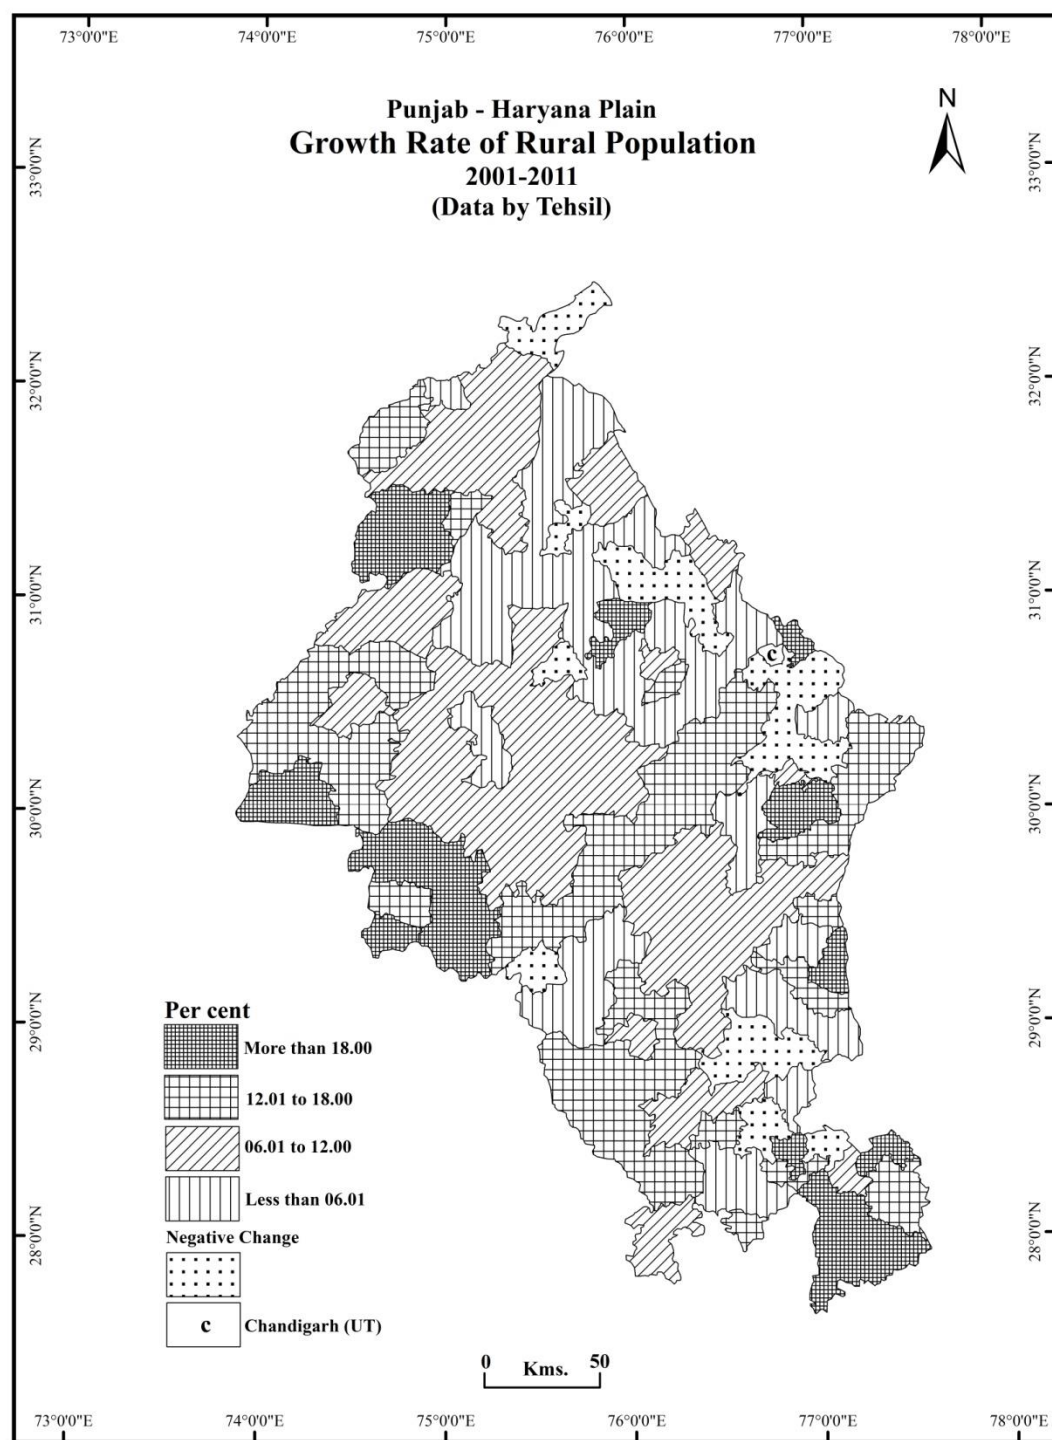 73°0'0"E 74°0'0"E 75°0'0"E 76°0'0"E 77°0'0"E 78°0'0"E
Punjab - Haryana Plain
Growth Rate of Rural Population
2001-2011
(Data by Tehsil)
N
33°0'0"N 33°0'0"N
32°0'0"N 32°0'0"N
31°0'0"N 31°0'0"N
c
30°0'0"N 30°0'0"N
29°0'0"N 29°0'0"N
28°0'0"N 28°0'0"N
Per cent
More than 18.00
12.01 to 18.00
06.01 to 12.00
Less than 06.01
Negative Change
c Chandigarh (UT)
0 Kms. 50
73°0'0"E 74°0'0"E 75°0'0"E 76°0'0"E 77°0'0"E 78°0'0"E